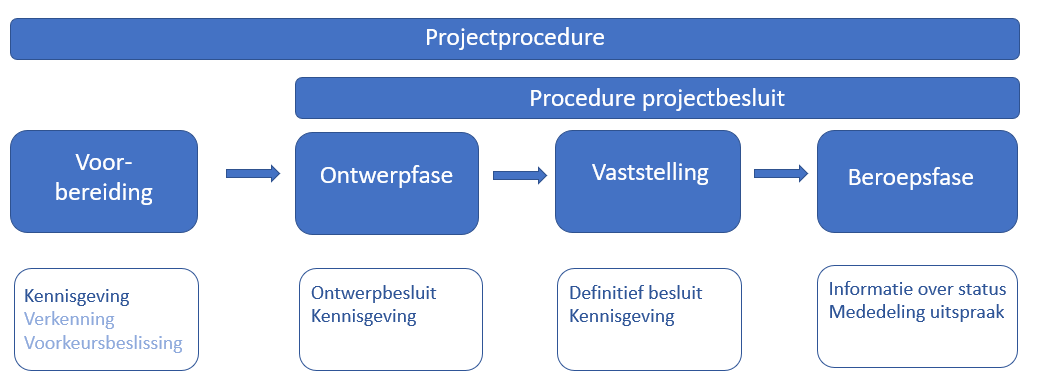 Projectprocedure
Procedure projectbesluit
Voor-
bereiding
Ontwerpfase
Vaststelling
Beroepsfase
Kennisgeving
Verkenning
Voorkeursbeslissing
Ontwerpbesluit
Kennisgeving
Definitief besluit
Kennisgeving
Informatie over status
Mededeling uitspraak